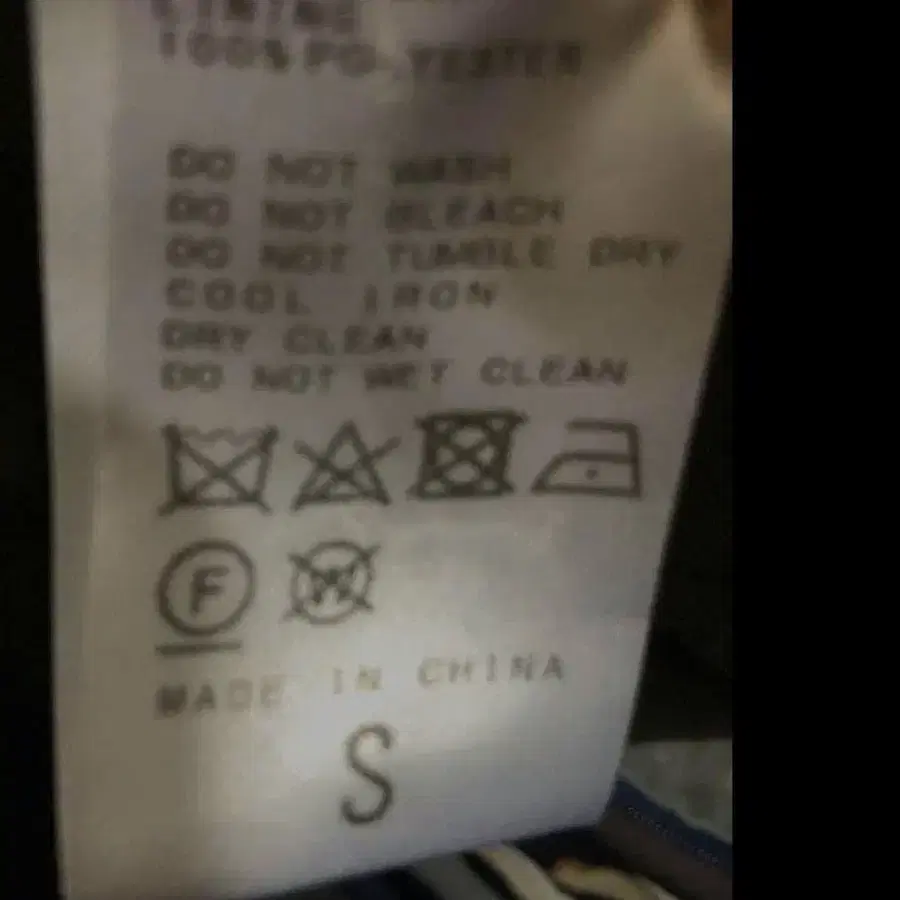 LINING
100% POLYESTER
DO NOT WASH
DO NOT BLEACH
DO NOT TUMBLE DRY
COOL IRON
DRY CLEAN
DO NOT WET CLEAN
F W
MADE IN CHINA
S